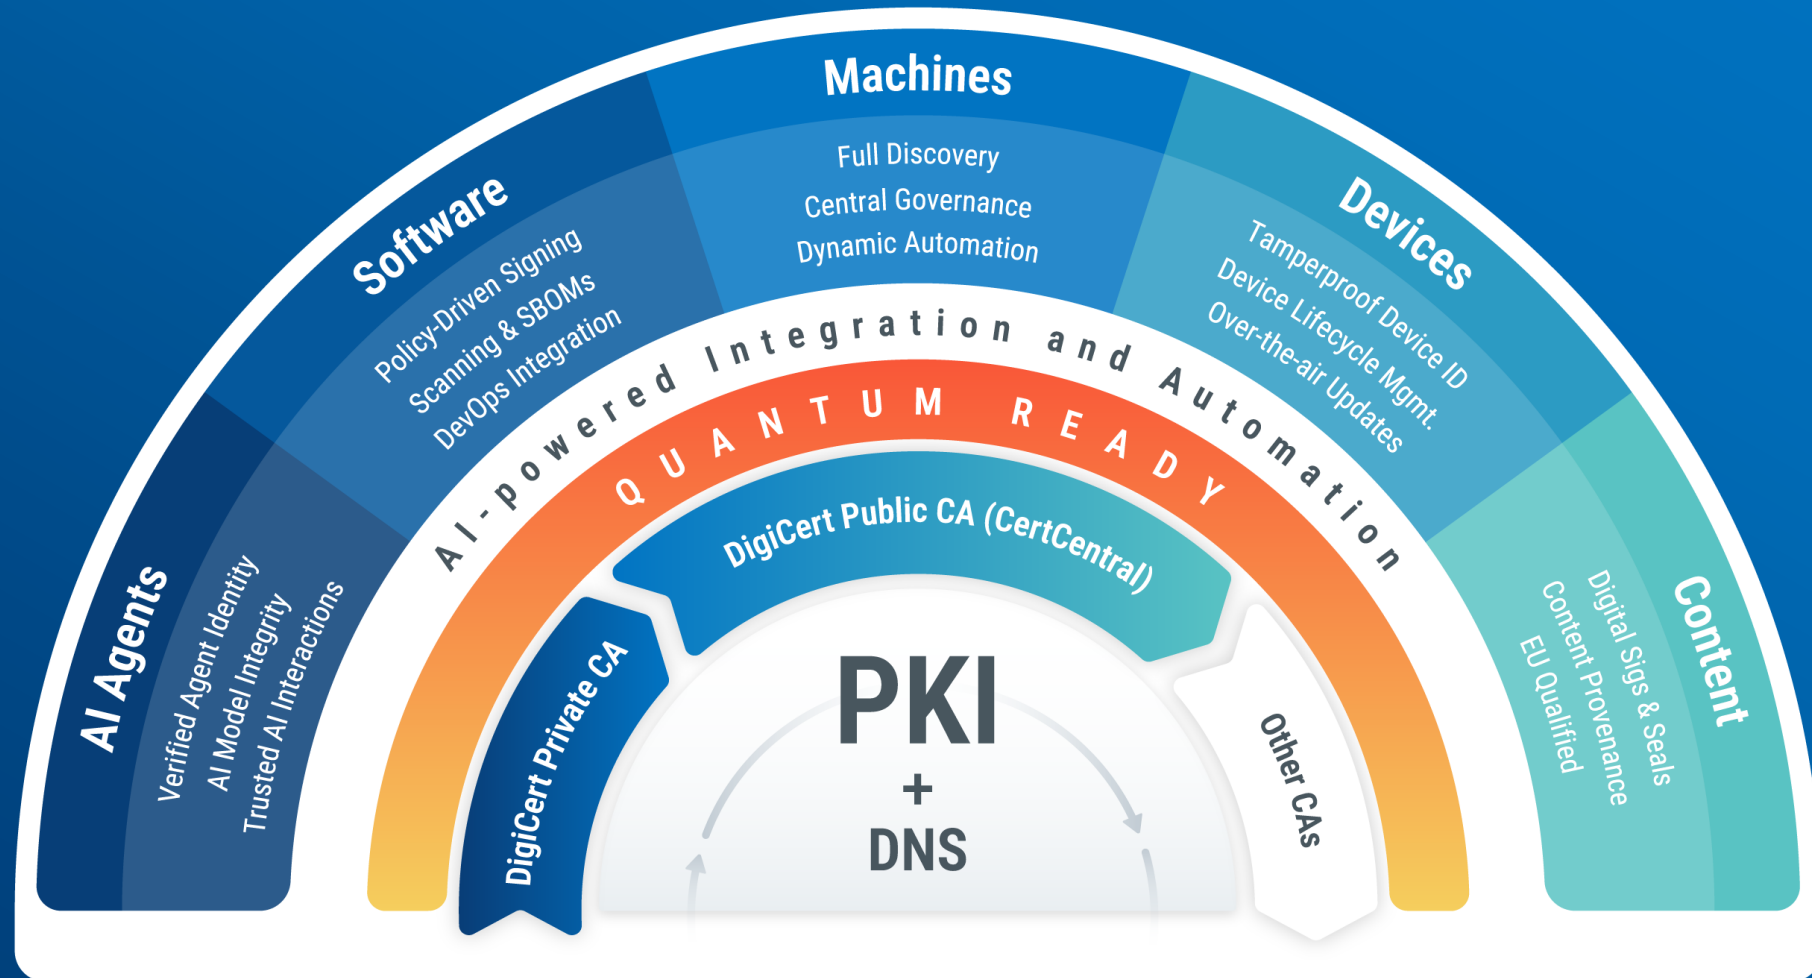 Machines
Full Discovery
Central Governance
Dynamic Automation
Software
Policy-Driven Signing
Scanning & SBOMs
DevOps Integration
Devices
Tamperproof Device ID
Device Lifecycle Mgmt.
Over-the-air Updates
AI Agents
Verified Agent Identity
AI Model Integrity
Trusted AI Interactions
Content
Digital Sigs & Seals
Content Provenance
EU Qualified
AI-powered Integration and Automation
QUANTUM READY
DigiCert Public CA (CertCentral)
DigiCert Private CA
Other CAs
PKI
+
DNS